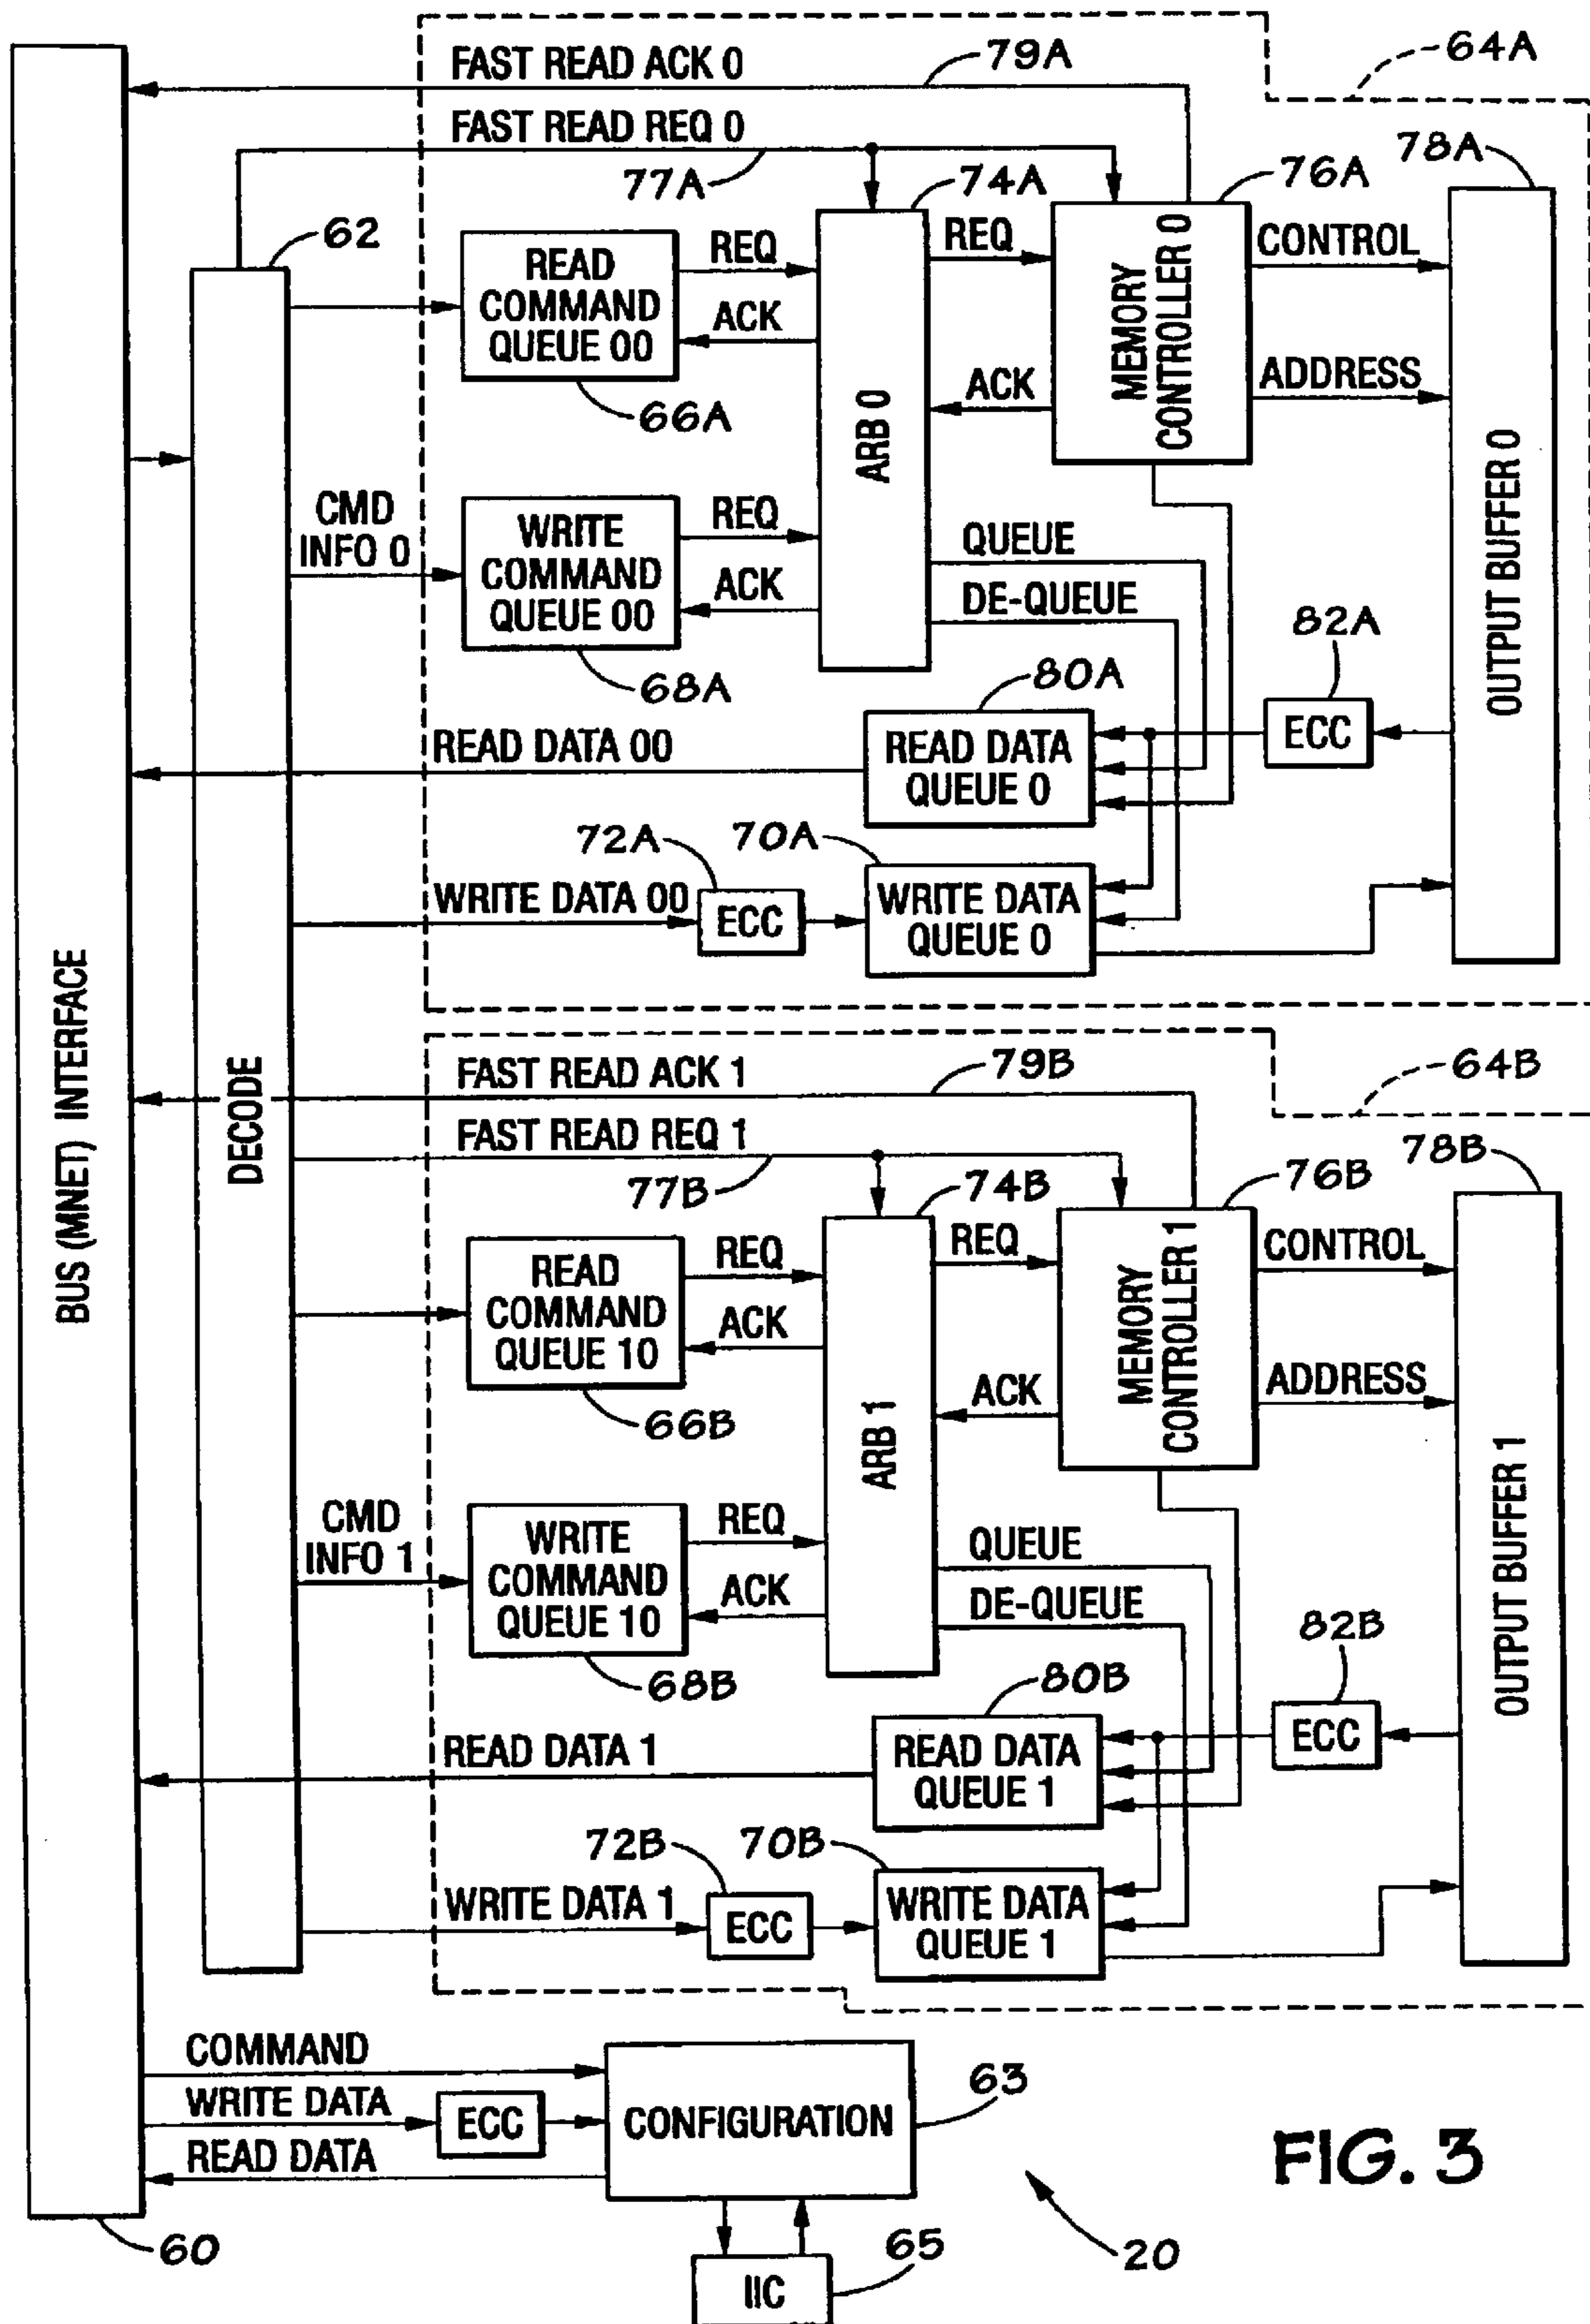 FAST READ ACK 0
79A
64A
FAST READ REQ 0
77A
78A
62
74A
76A
READ
COMMAND
QUEUE 00
REQ
ACK
66A
REQ
ACK
MEMORY
CONTROLLER 0
CONTROL
ADDRESS
ARB 0
OUTPUT BUFFER 0
CMD
INFO 0
WRITE
COMMAND
QUEUE 00
REQ
ACK
68A
QUEUE
DE-QUEUE
82A
ECC
80A
READ DATA 00
READ DATA
QUEUE 0
72A
70A
WRITE DATA 00
ECC
WRITE DATA
QUEUE 0
BUS (MNET) INTERFACE
DECODE
FAST READ ACK 1
79B
64B
FAST READ REQ 1
77B
78B
74B
76B
READ
COMMAND
QUEUE 10
REQ
ACK
66B
REQ
ACK
MEMORY
CONTROLLER 1
CONTROL
ADDRESS
ARB 1
OUTPUT BUFFER 1
CMD
INFO 1
WRITE
COMMAND
QUEUE 10
REQ
ACK
68B
QUEUE
DE-QUEUE
82B
ECC
80B
READ DATA 1
READ DATA
QUEUE 1
72B
70B
WRITE DATA 1
ECC
WRITE DATA
QUEUE 1
COMMAND
WRITE DATA
ECC
READ DATA
CONFIGURATION
63
60
IIC
65
20
FIG. 3